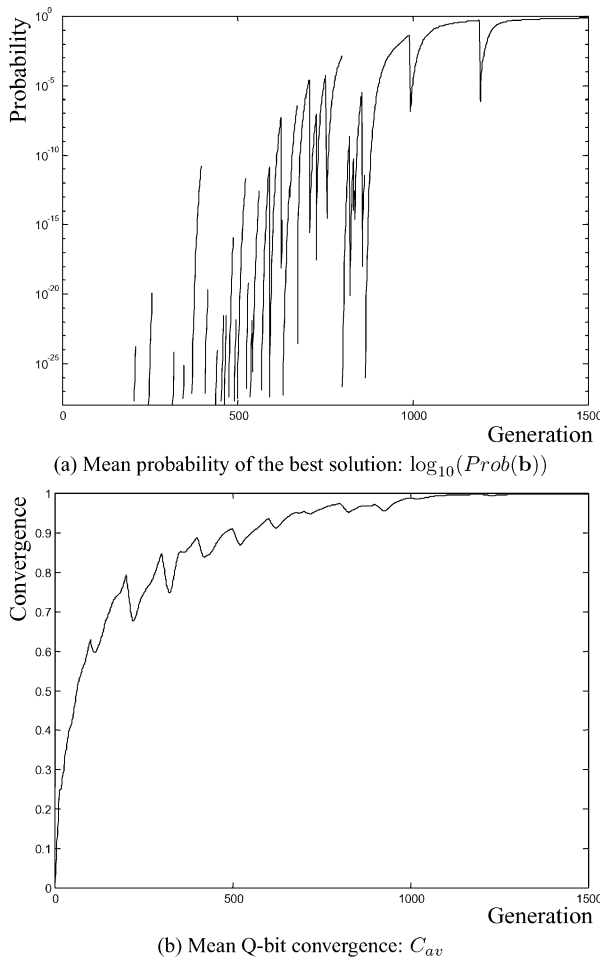 Probability
10⁰
10⁻⁵
10⁻¹⁰
10⁻¹⁵
10⁻²⁰
10⁻²⁵
0 500 1000 1500
Generation
(a) Mean probability of the best solution: log₁₀(Prob(b))
Convergence
1
0.9
0.8
0.7
0.6
0.5
0.4
0.3
0.2
0.1
0
0 500 1000 1500
Generation
(b) Mean Q-bit convergence: C_av